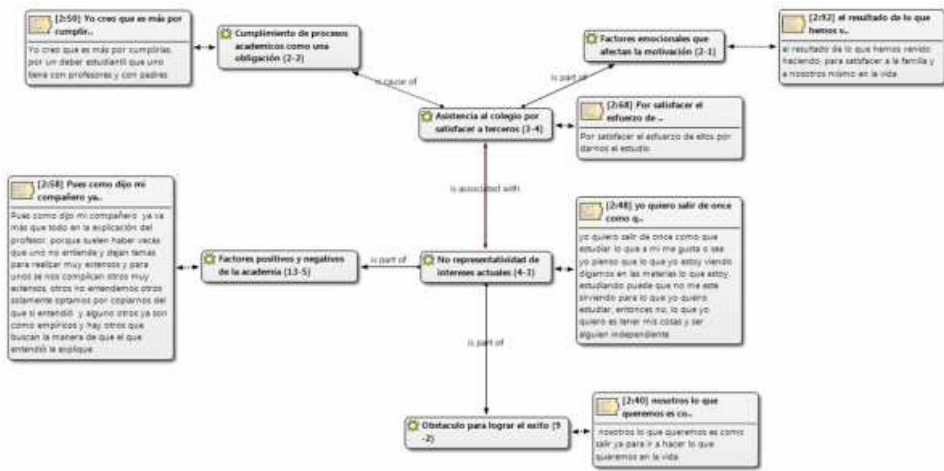 [2:50] Yo creo que es más por
cumplir..
Yo creo que es más por cumplirlas,
por un deber estudiantil que uno
tiene con profesores y con padres
Cumplimiento de procesos
academicos como una
obligación (2-2)
Factores emocionales que
afectan la motivación (2-1)
[2:92] el resultado de lo que
hemos v..
el resultado de lo que hemos venido
haciendo, para satisfacer a la familia y
a nosotros mismo en la vida
is cause of
is part of
Asistencia al colegio por
satisfacer a terceros (3-4)
[2:68] Por satisfacer el
esfuerzo de ..
Por satisfacer el esfuerzo de ellos por
darnos el estudio
is associated with
[2:58] Pues como dijo mi
compañero ya..
Pues como dijo mi compañero ya va
más que todo en la explicación del
profesor, porque suelen haber veces
que uno no entiende y dejan temas
para realizar muy extensos y para
unos se nos complican otros muy
extensos, otros no entendemos otros
solamente optamos por copiarnos del
que si entendió y alguno otros ya son
como empíricos y hay otros que
buscan la manera de que el que
entendió le explique
Factores positivos y negativos
de la academia (13-5)
is part of
No representatividad de
intereses actuales (4-3)
[2:48] yo quiero salir de once
como q..
yo quiero salir de once como que
estudiar lo que a mi me gusta o sea
yo pienso que lo que yo estoy viendo
digamos en las materias lo que estoy
estudiando puede que no me este
sirviendo para lo que yo quiero
estudiar, entonces no, lo que yo
quiero es tener mis cosas y ser
alguien independiente
is part of
Obstaculo para lograr el exito (9
-2)
[2:40] nosotros lo que
queremos es co..
nosotros lo que queremos es como
salir ya para ir a hacer lo que
queremos en la vida